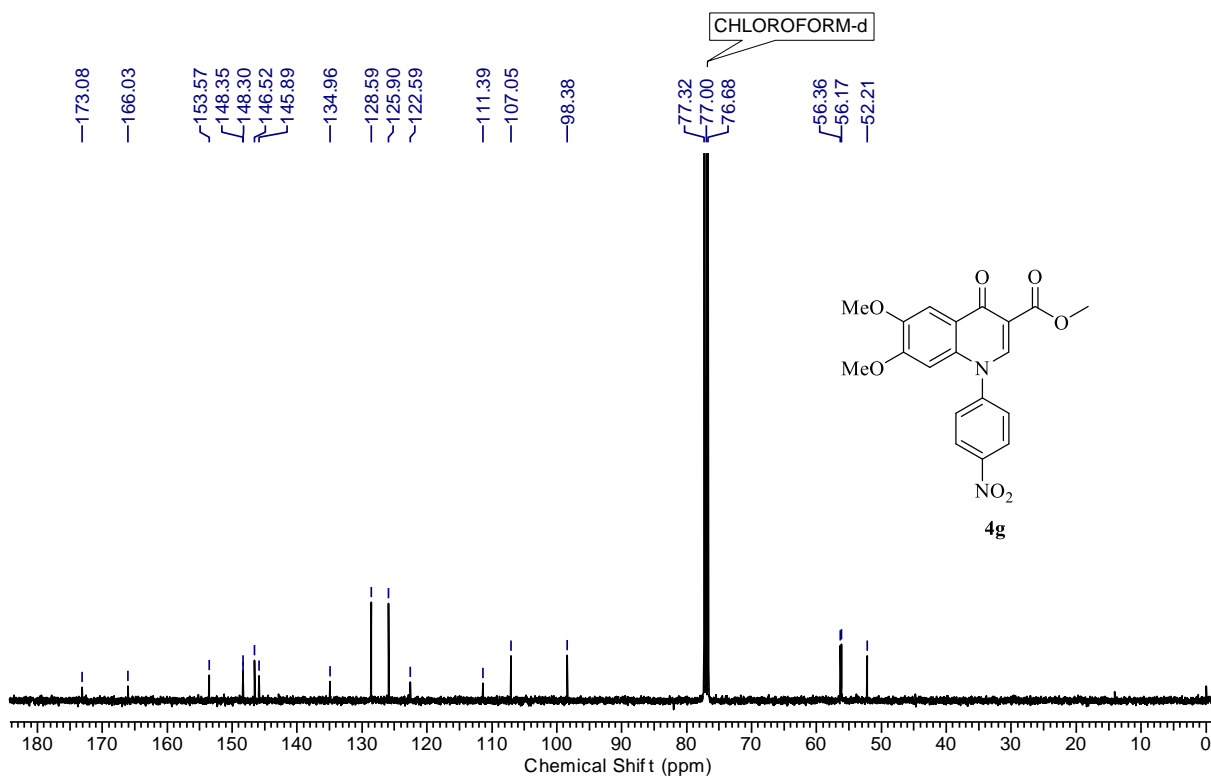 CHLOROFORM-d
173.08
166.03
153.57
148.35
148.30
146.52
145.89
134.96
128.59
125.90
122.59
111.39
107.05
98.38
77.32
77.00
76.68
56.36
56.17
52.21
O
O
MeO
O
MeO
N
NO2
4g
180 170 160 150 140 130 120 110 100 90 80 70 60 50 40 30 20 10 0
Chemical Shift (ppm)